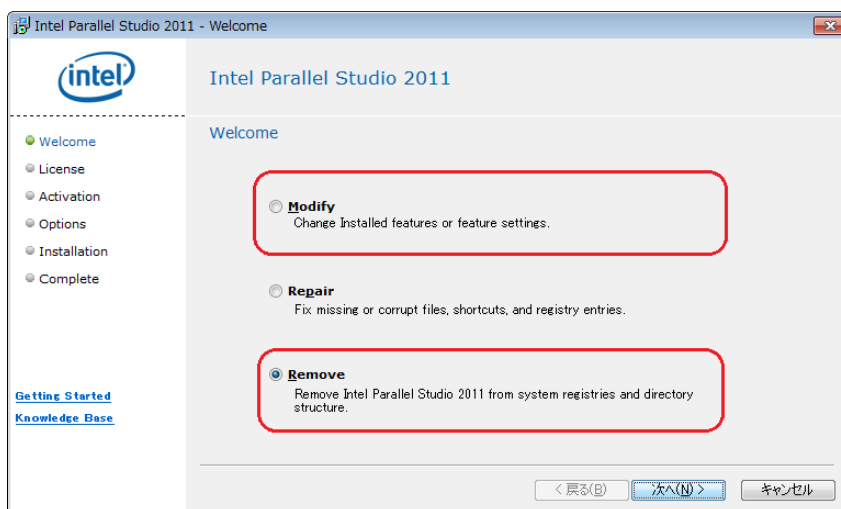 Intel Parallel Studio 2011 - Welcome
intel
Intel Parallel Studio 2011
Welcome
License
Activation
Options
Installation
Complete
Getting Started
Knowledge Base
Welcome
Modify
Change Installed features or feature settings.
Repair
Fix missing or corrupt files, shortcuts, and registry entries.
Remove
Remove Intel Parallel Studio 2011 from system registries and directory
structure.
< 戻る(B)
次へ(N) >
キャンセル